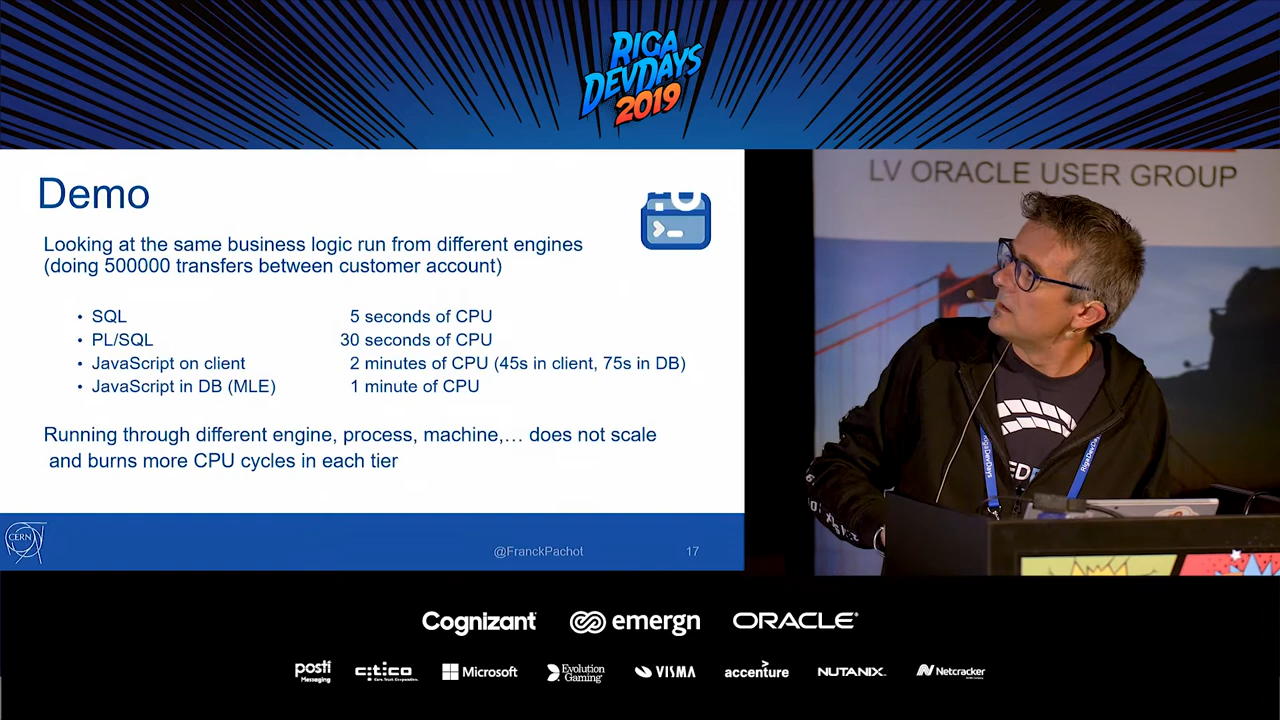 RIGA
DEVDAYS
2019
Demo
Looking at the same business logic run from different engines
(doing 500000 transfers between customer account)
• SQL 5 seconds of CPU
• PL/SQL 30 seconds of CPU
• JavaScript on client 2 minutes of CPU (45s in client, 75s in DB)
• JavaScript in DB (MLE) 1 minute of CPU
Running through different engine, process, machine,… does not scale
and burns more CPU cycles in each tier
CERN
@FranckPachot 17
LV ORACLE USER GROUP
RigaDevDays
RigaDev
ED
Cognizant emergn ORACLE
posti Messaging citico Microsoft Evolution Gaming VISMA accenture NUTANIX Netcracker